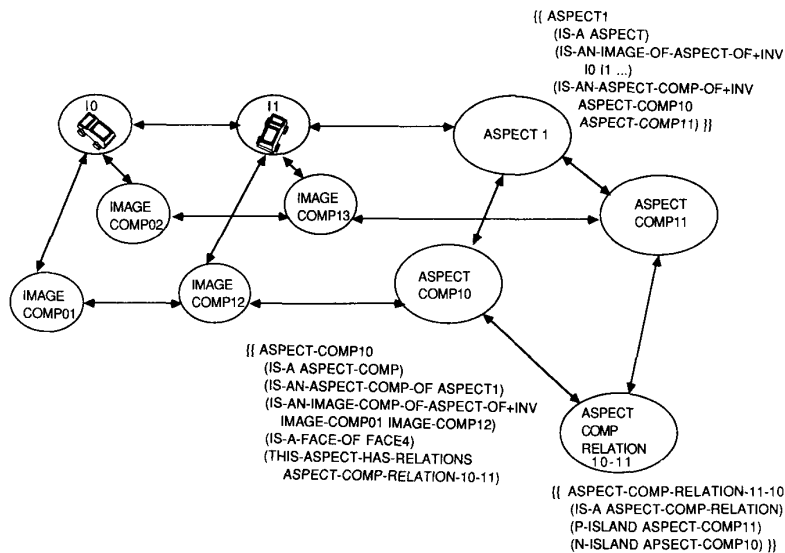 {{ ASPECT1
(IS-A ASPECT)
(IS-AN-IMAGE-OF-ASPECT-OF+INV
I0 I1 ...)
(IS-AN-ASPECT-COMP-OF+INV
ASPECT-COMP10
ASPECT-COMP11) }}
I0
I1
ASPECT 1
IMAGE
COMP02
IMAGE
COMP13
ASPECT
COMP11
IMAGE
COMP01
IMAGE
COMP12
ASPECT
COMP10
{{ ASPECT-COMP10
(IS-A ASPECT-COMP)
(IS-AN-ASPECT-COMP-OF ASPECT1)
(IS-AN-IMAGE-COMP-OF-ASPECT-OF+INV
IMAGE-COMP01 IMAGE-COMP12)
(IS-A-FACE-OF FACE4)
(THIS-ASPECT-HAS-RELATIONS
ASPECT-COMP-RELATION-10-11)
ASPECT
COMP
RELATION
10-11
{{ ASPECT-COMP-RELATION-11-10
(IS-A ASPECT-COMP-RELATION)
(P-ISLAND APSECT-COMP11)
(N-ISLAND APSECT-COMP10) }}